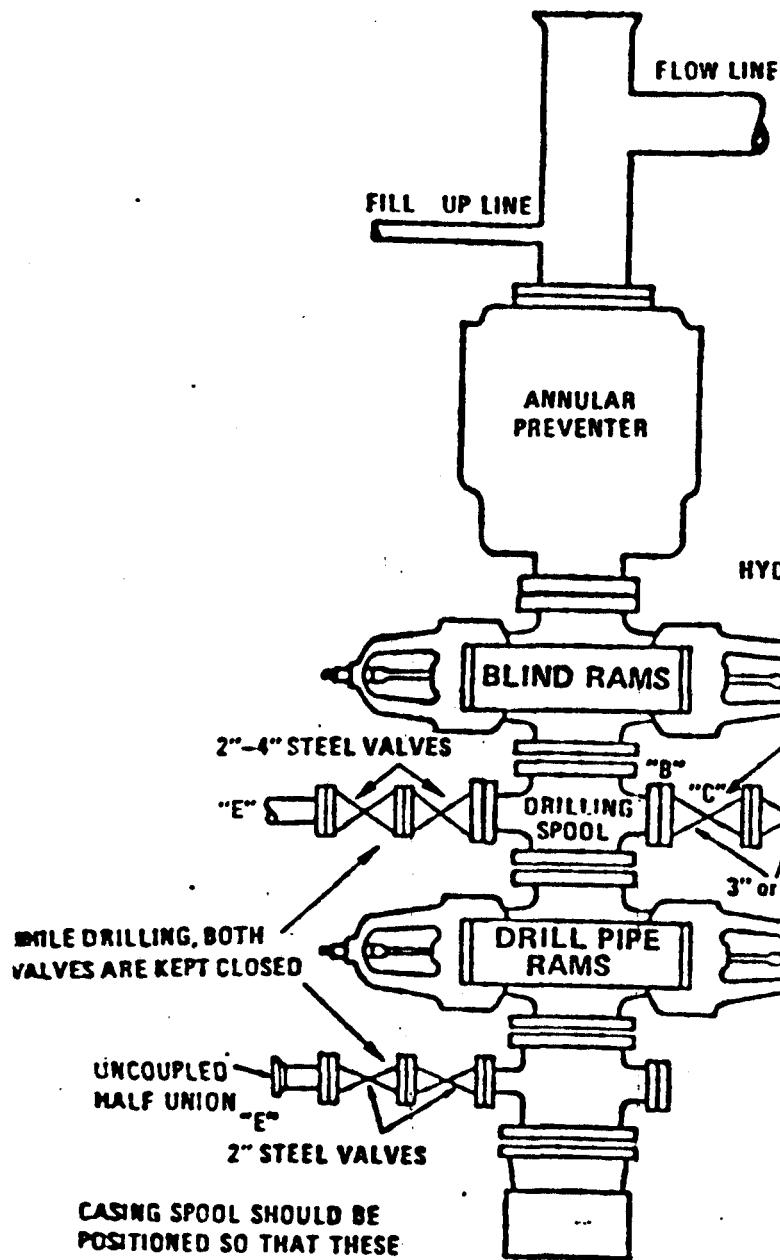 FLOW LINE
FILL UP LINE
ANNULAR
PREVENTER
HYD
BLIND RAMS
2"-4" STEEL VALVES
"B"
"E"
"C"
DRILLING
SPOOL
3" or
WHILE DRILLING, BOTH
VALVES ARE KEPT CLOSED
DRILL PIPE
RAMS
UNCOUPLED
HALF UNION
"E"
2" STEEL VALVES
CASING SPOOL SHOULD BE
POSITIONED SO THAT THESE